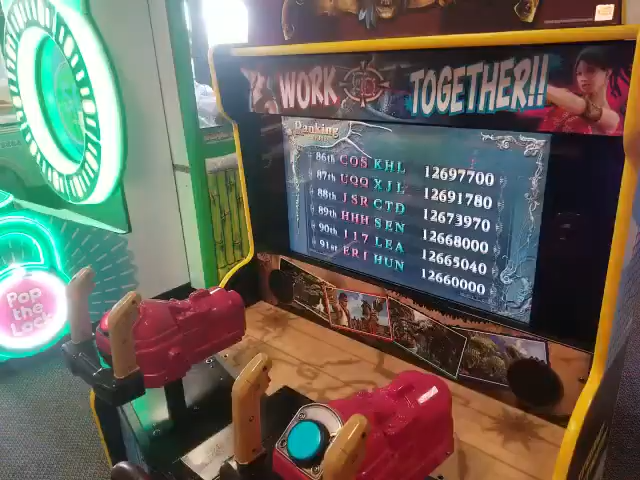 WORK TOGETHER!!
Ranking
86th COS KHL 12697700
87th UQQ XJL 12691780
88th JSR CTD 12673970
89th HHH SEN 12668000
90th 117 LEA 12665040
91st ERI HUN 12660000
Pop
the
Lock